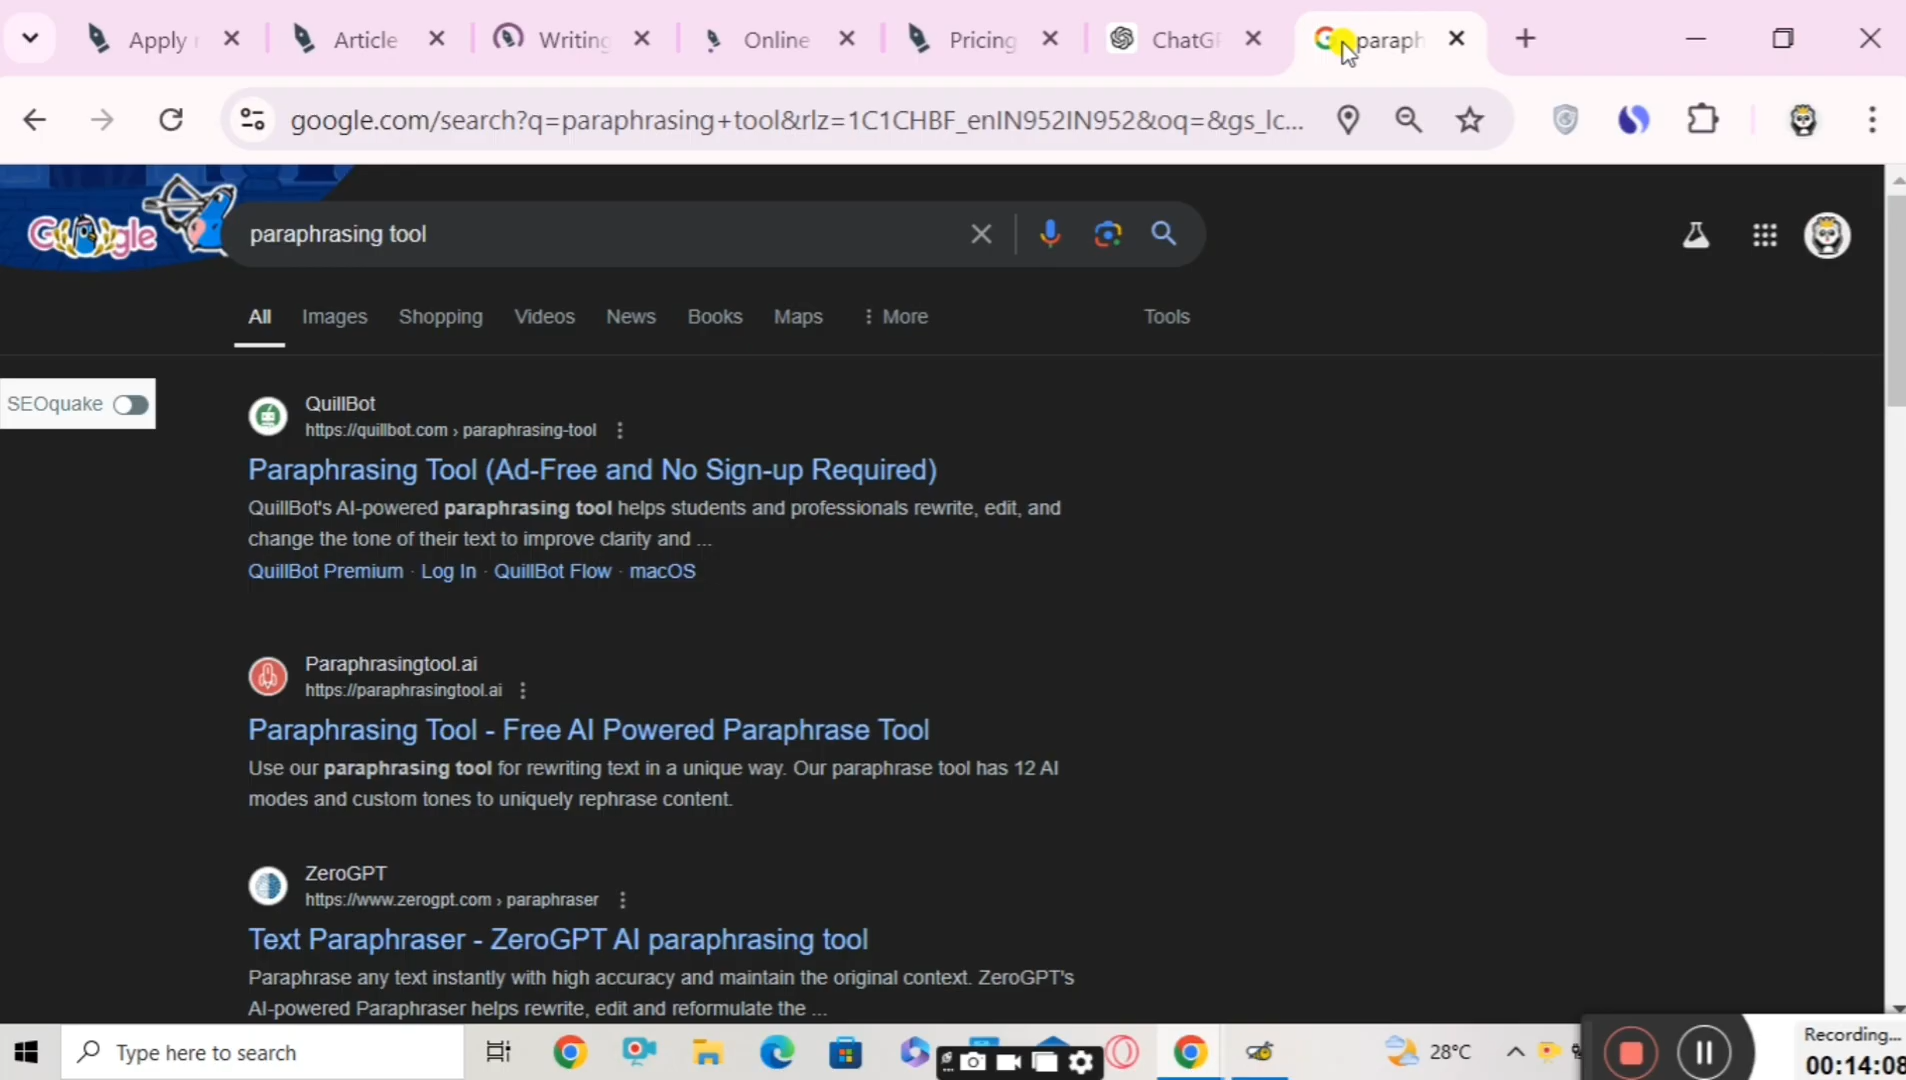 Apply
Article
Writing
Online
Pricing
ChatG
paraph
google.com/search?q=paraphrasing+tool&rlz=1C1CHBF_enIN952IN952&oq=&gs_lc...
Google
paraphrasing tool
All Images Shopping Videos News Books Maps More Tools
SEOquake
QuillBot
https://quillbot.com › paraphrasing-tool
Paraphrasing Tool (Ad-Free and No Sign-up Required)
QuillBot's AI-powered paraphrasing tool helps students and professionals rewrite, edit, and
change the tone of their text to improve clarity and ...
QuillBot Premium · Log In · QuillBot Flow · macOS
Paraphrasingtool.ai
https://paraphrasingtool.ai
Paraphrasing Tool - Free AI Powered Paraphrase Tool
Use our paraphrasing tool for rewriting text in a unique way. Our paraphrase tool has 12 AI
modes and custom tones to uniquely rephrase content.
ZeroGPT
https://www.zerogpt.com › paraphraser
Text Paraphraser - ZeroGPT AI paraphrasing tool
Paraphrase any text instantly with high accuracy and maintain the original context. ZeroGPT's
AI-powered Paraphraser helps rewrite, edit and reformulate the ...
Type here to search
28°C
Recording...
00:14:08